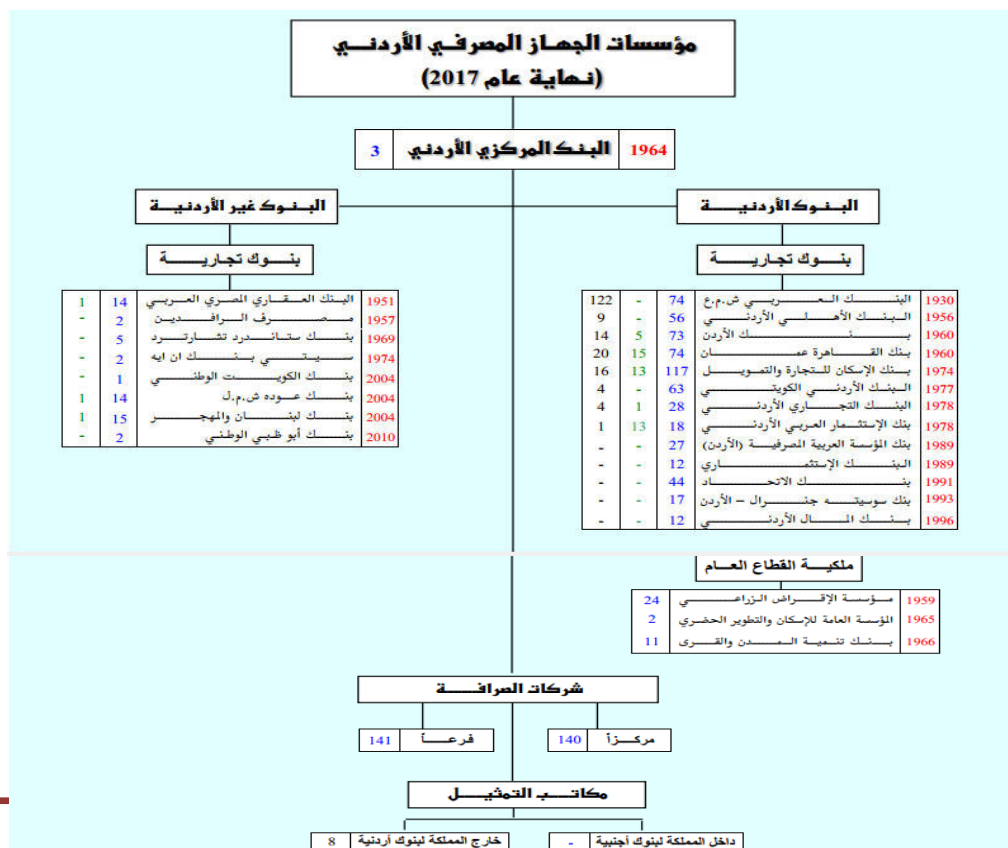 مؤسسات الجهاز المصرفي الأردني
(نهاية عام 2017)
1964 البنك المركزي الأردني 3
البنوك الأردنية
بنوك تجارية
1930 البنك العربي ش.م.ع 74 - 122
1956 البنك الأهلي الأردني 56 - 9
1960 بنك الأردن 73 5 14
1960 بنك القاهرة عمان 74 15 20
1974 بنك الإسكان للتجارة والتمويل 117 13 16
1977 البنك الأردني الكويتي 63 - 4
1978 البنك التجاري الأردني 28 1 4
1978 بنك الإستثمار العربي الأردني 18 13 1
1989 بنك المؤسسة العربية المصرفية (الأردن) 27 - -
1989 البنك الإستثماري 12 - -
1991 بنك الاتحاد 44 - -
1993 بنك سوسيته جنرال – الأردن 17 - -
1996 بنك المال الأردني 12 - -
البنوك غير الأردنية
بنوك تجارية
1951 البنك العقاري المصري العربي 14 1
1957 مصرف الرافدين 2 -
1969 بنك ستاندرد تشارترد 5 -
1974 سيتي بنك ان ايه 2 -
2004 بنك الكويت الوطني 1 -
2004 بنك عوده ش.م.ل 14 1
2004 بنك لبنان والمهجر 15 1
2010 بنك أبو ظبي الوطني 2 -
ملكية القطاع العام
1959 مؤسسة الإقراض الزراعي 24
1965 المؤسسة العامة للإسكان والتطوير الحضري 2
1966 بنك تنمية المدن والقرى 11
شركات الصرافة
مركزاً 140
فرعاً 141
مكاتب التمثيل
داخل المملكة لبنوك أجنبية -
خارج المملكة لبنوك أردنية 8